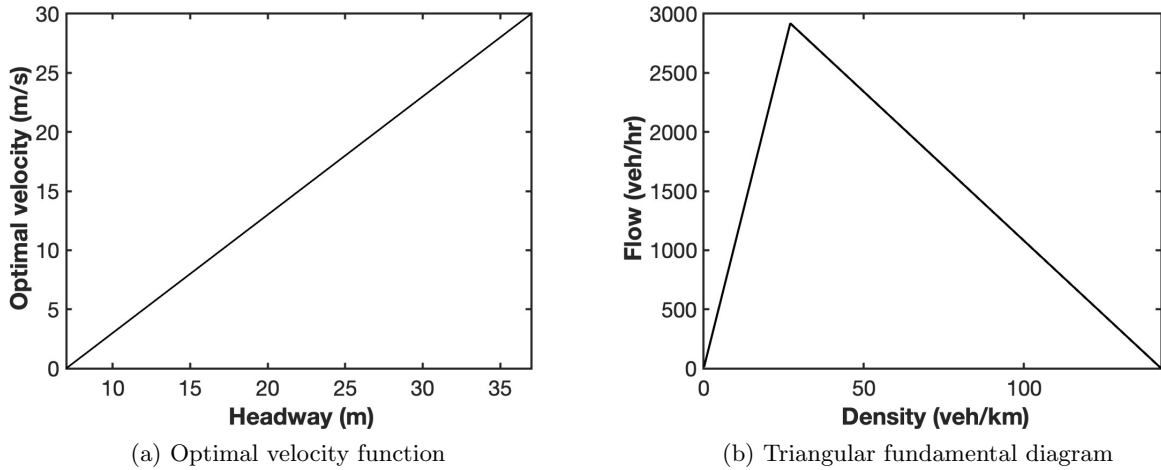 30
25
20
15
10
5
0
Optimal velocity (m/s)
10 15 20 25 30 35
Headway (m)
(a) Optimal velocity function
3000
2500
2000
1500
1000
500
0
Flow (veh/hr)
0 50 100
Density (veh/km)
(b) Triangular fundamental diagram